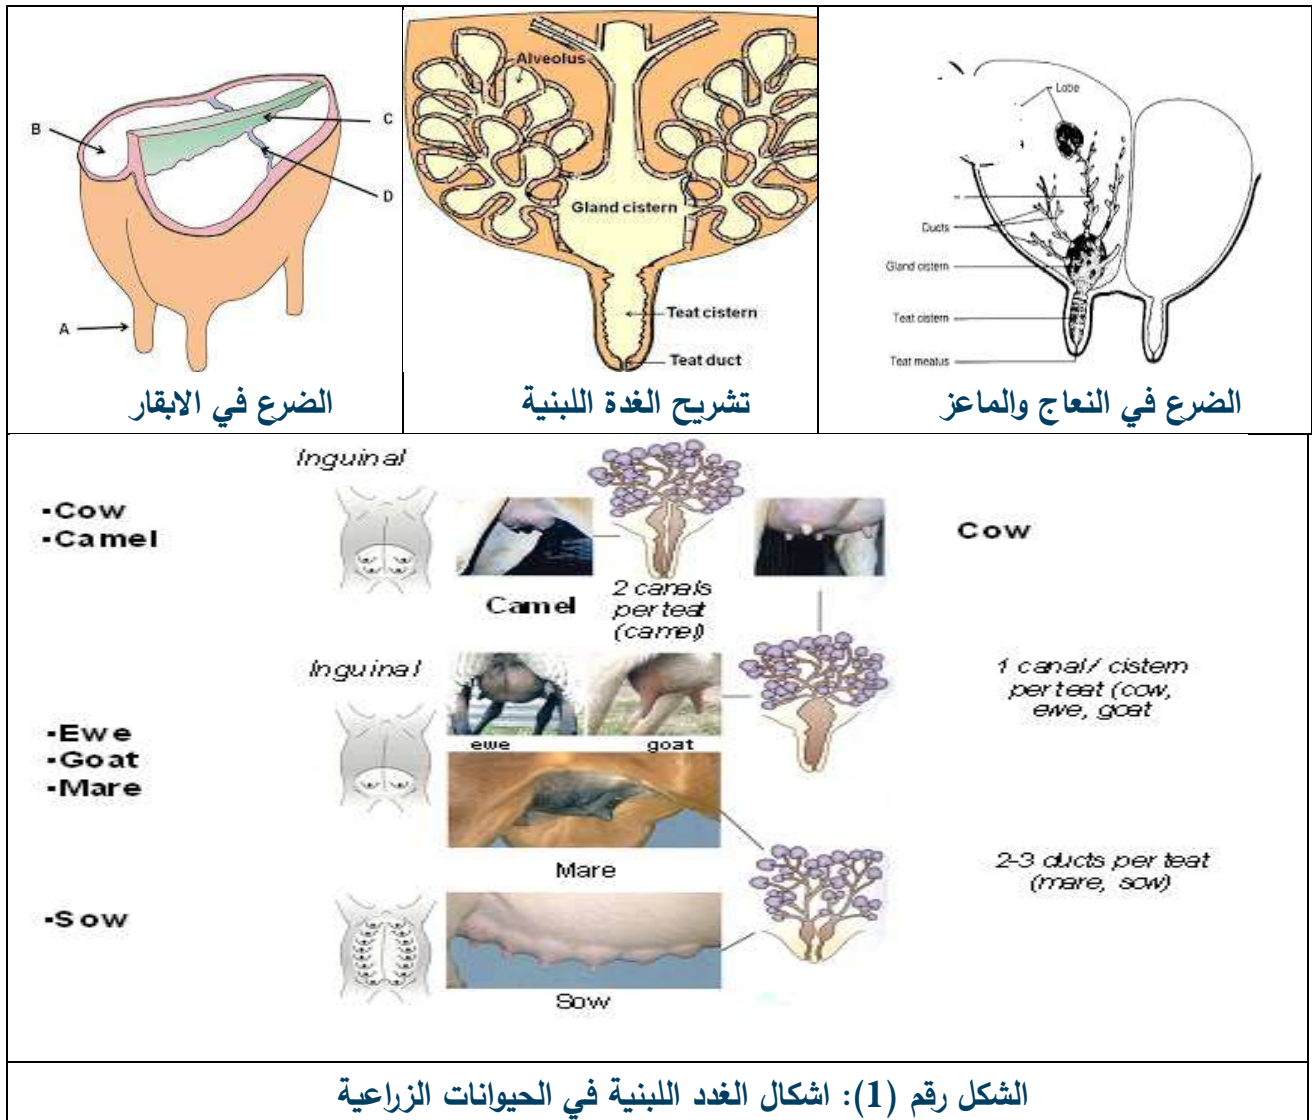 B
C
D
A
الضرع في الابقار
Alveolus
Gland cistern
Teat cistern
Teat duct
تشريح الغدة اللبنية
Lobe
Ducts
Gland cistern
Teat cistern
Teat meatus
الضرع في النعاج والماعز
Inguinal
-Cow
-Camel
Camel
2 canals
per teat
(camel)
Cow
Inguinal
-Ewe
-Goat
-Mare
ewe
goat
1 canal/ cistern
per teat (cow,
ewe, goat
Mare
2-3 ducts per teat
(mare, sow)
-Sow
Sow
الشكل رقم (1): اشكال الغدد اللبنية في الحيوانات الزراعية